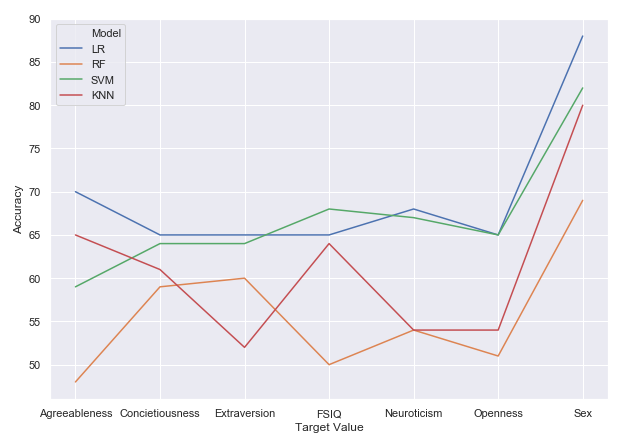 Model
LR
RF
SVM
KNN
90
85
80
75
70
65
60
55
50
Accuracy
Agreeableness Concietiousness Extraversion FSIQ Neuroticism Openness Sex
Target Value